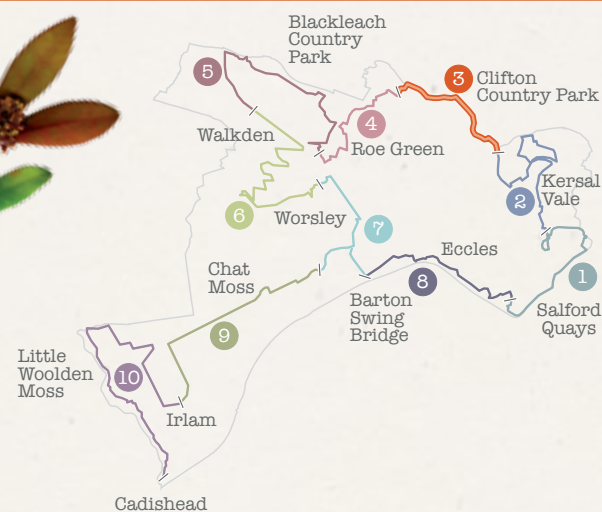 Blackleach
Country
Park
5
3
Clifton
Country Park
4
Walkden
Roe Green
Kersal
Vale
2
6
Worsley
7
Eccles
Chat
Moss
8
1
Barton
Swing
Bridge
Salford
Quays
9
Little
Woolden
Moss
10
Irlam
Cadishead